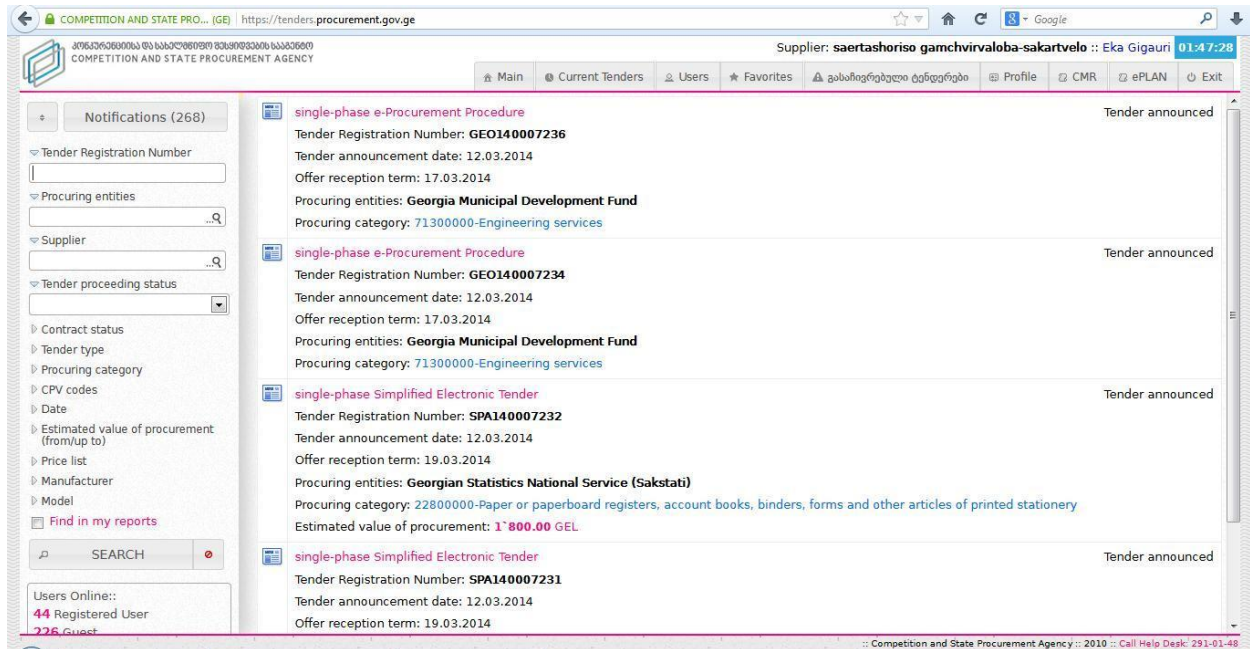 COMPETITION AND STATE PRO... (GE) https://tenders.procurement.gov.ge Google
კონკურენციისა და სახელმწიფო შესყიდვების სააგენტო
COMPETITION AND STATE PROCUREMENT AGENCY
Supplier: saertashoriso gamchvirvaloba-sakartvelo :: Eka Gigauri 01:47:28
Main Current Tenders Users Favorites გასაჩივრებული ტენდერები Profile CMR ePLAN Exit
Notifications (268)
Tender Registration Number
Procuring entities
...
Supplier
...
Tender proceeding status
Contract status
Tender type
Procuring category
CPV codes
Date
Estimated value of procurement
(from/up to)
Price list
Manufacturer
Model
Find in my reports
SEARCH
Users Online::
44 Registered User
226 Guest
single-phase e-Procurement Procedure Tender announced
Tender Registration Number: GEO140007236
Tender announcement date: 12.03.2014
Offer reception term: 17.03.2014
Procuring entities: Georgia Municipal Development Fund
Procuring category: 71300000-Engineering services
single-phase e-Procurement Procedure Tender announced
Tender Registration Number: GEO140007234
Tender announcement date: 12.03.2014
Offer reception term: 17.03.2014
Procuring entities: Georgia Municipal Development Fund
Procuring category: 71300000-Engineering services
single-phase Simplified Electronic Tender Tender announced
Tender Registration Number: SPA140007232
Tender announcement date: 12.03.2014
Offer reception term: 19.03.2014
Procuring entities: Georgian Statistics National Service (Sakstati)
Procuring category: 22800000-Paper or paperboard registers, account books, binders, forms and other articles of printed stationery
Estimated value of procurement: 1`800.00 GEL
single-phase Simplified Electronic Tender Tender announced
Tender Registration Number: SPA140007231
Tender announcement date: 12.03.2014
Offer reception term: 19.03.2014
:: Competition and State Procurement Agency :: 2010 :: Call Help Desk: 291-01-48